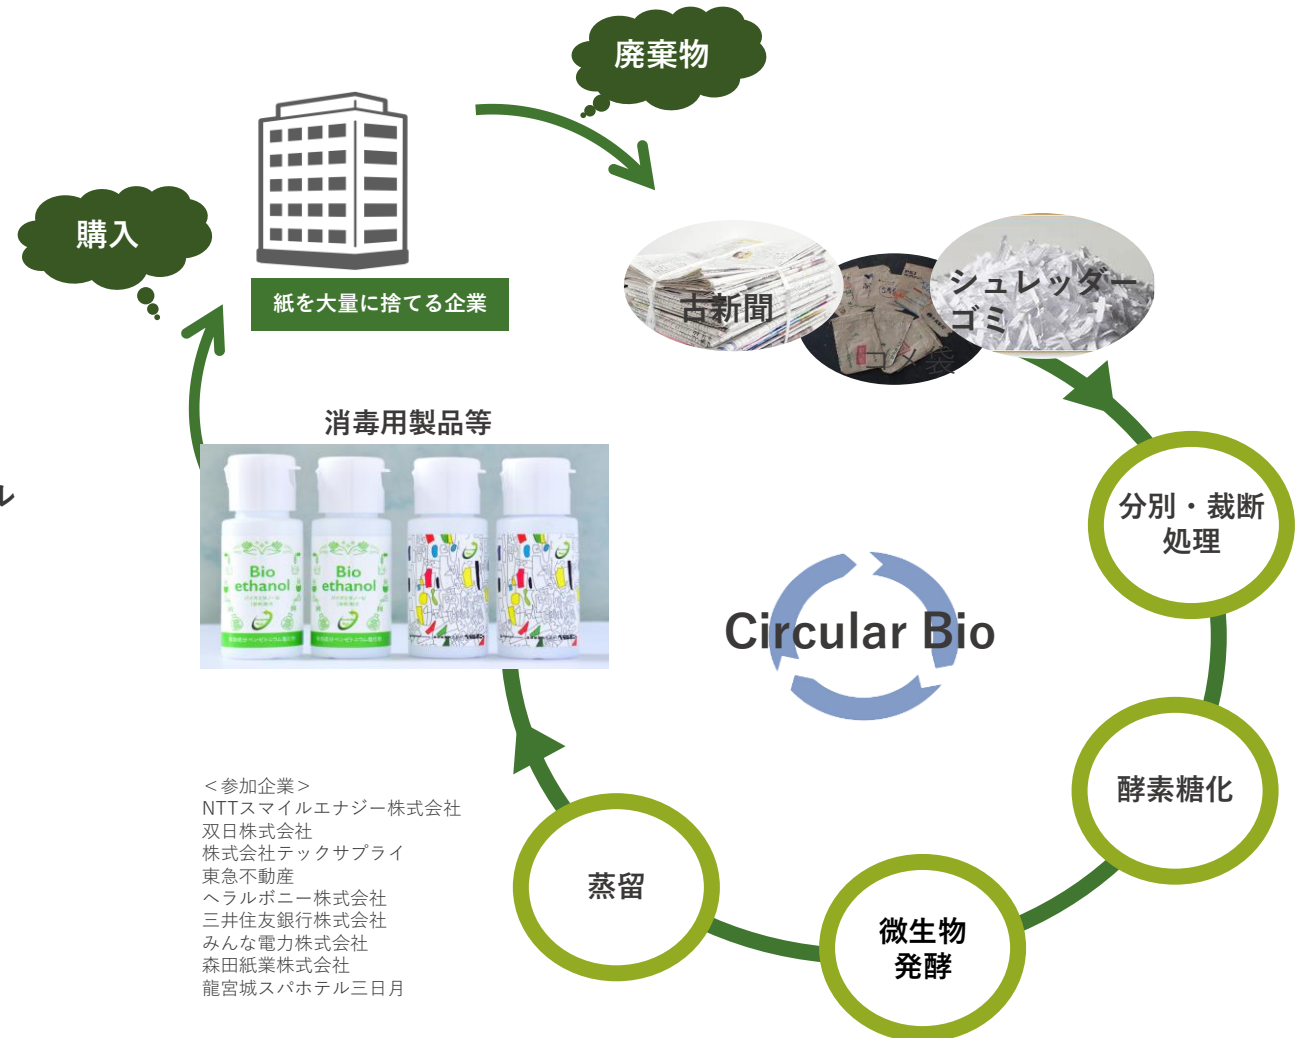 廃棄物
購入
紙を大量に捨てる企業
古新聞
コメ袋
シュレッダー
ゴミ
消毒用製品等
ル
Bio
ethanol
Bio
ethanol
分別・裁断
処理
Circular Bio
酵素糖化
微生物
発酵
蒸留
＜参加企業＞
NTTスマイルエナジー株式会社
双日株式会社
株式会社テックサプライ
東急不動産
ヘラルボニー株式会社
三井住友銀行株式会社
みんな電力株式会社
森田紙業株式会社
龍宮城スパホテル三日月